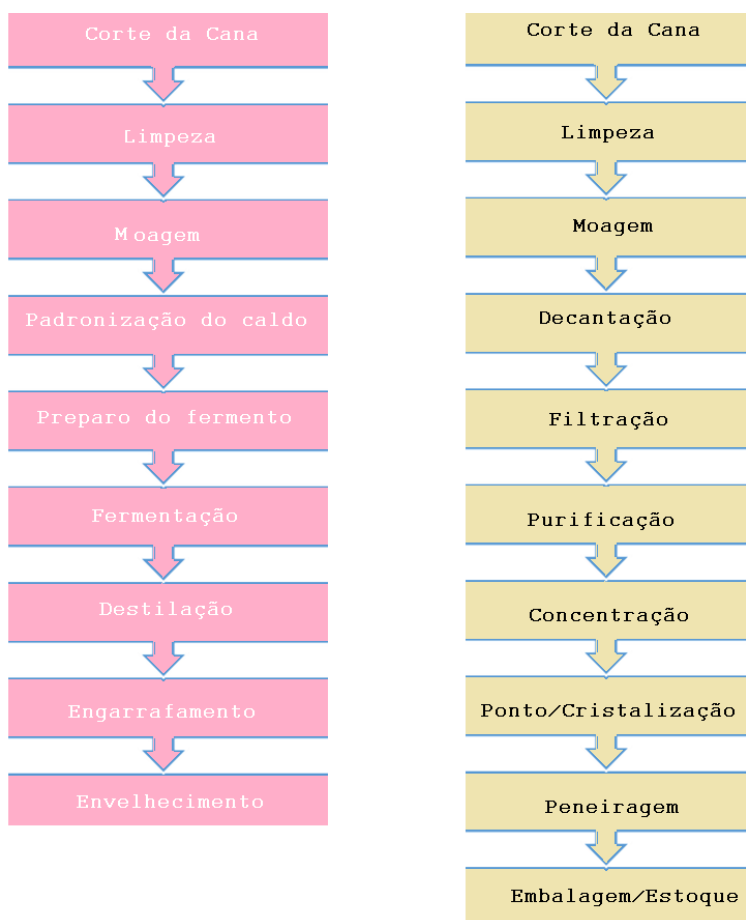 Corte da Cana
Limpeza
Moagem
Padronização do caldo
Preparo do fermento
Fermentação
Destilação
Engarrafamento
Envelhecimento
Corte da Cana
Limpeza
Moagem
Decantação
Filtração
Purificação
Concentração
Ponto/Cristalização
Peneiragem
Embalagem/Estoque